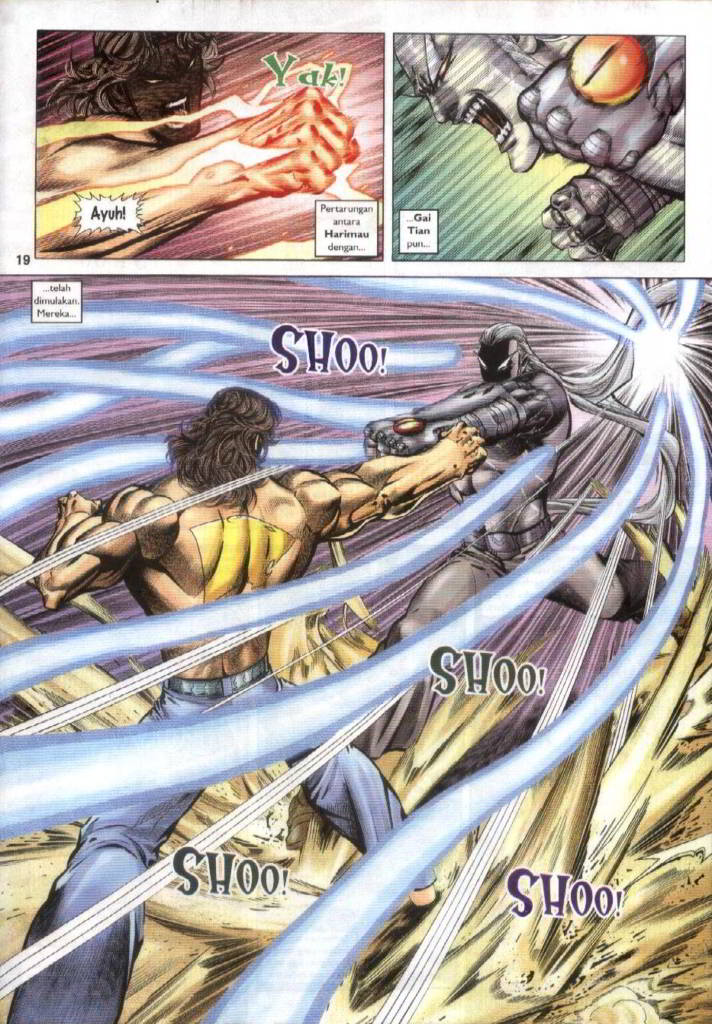 Yak!
Ayuh!
Pertarungan
antara
Harimau
dengan...
...Gai
Tian
pun...
19
...telah
dimulakan.
Mereka...
SHOO!
SHOO!
SHOO!
SHOO!